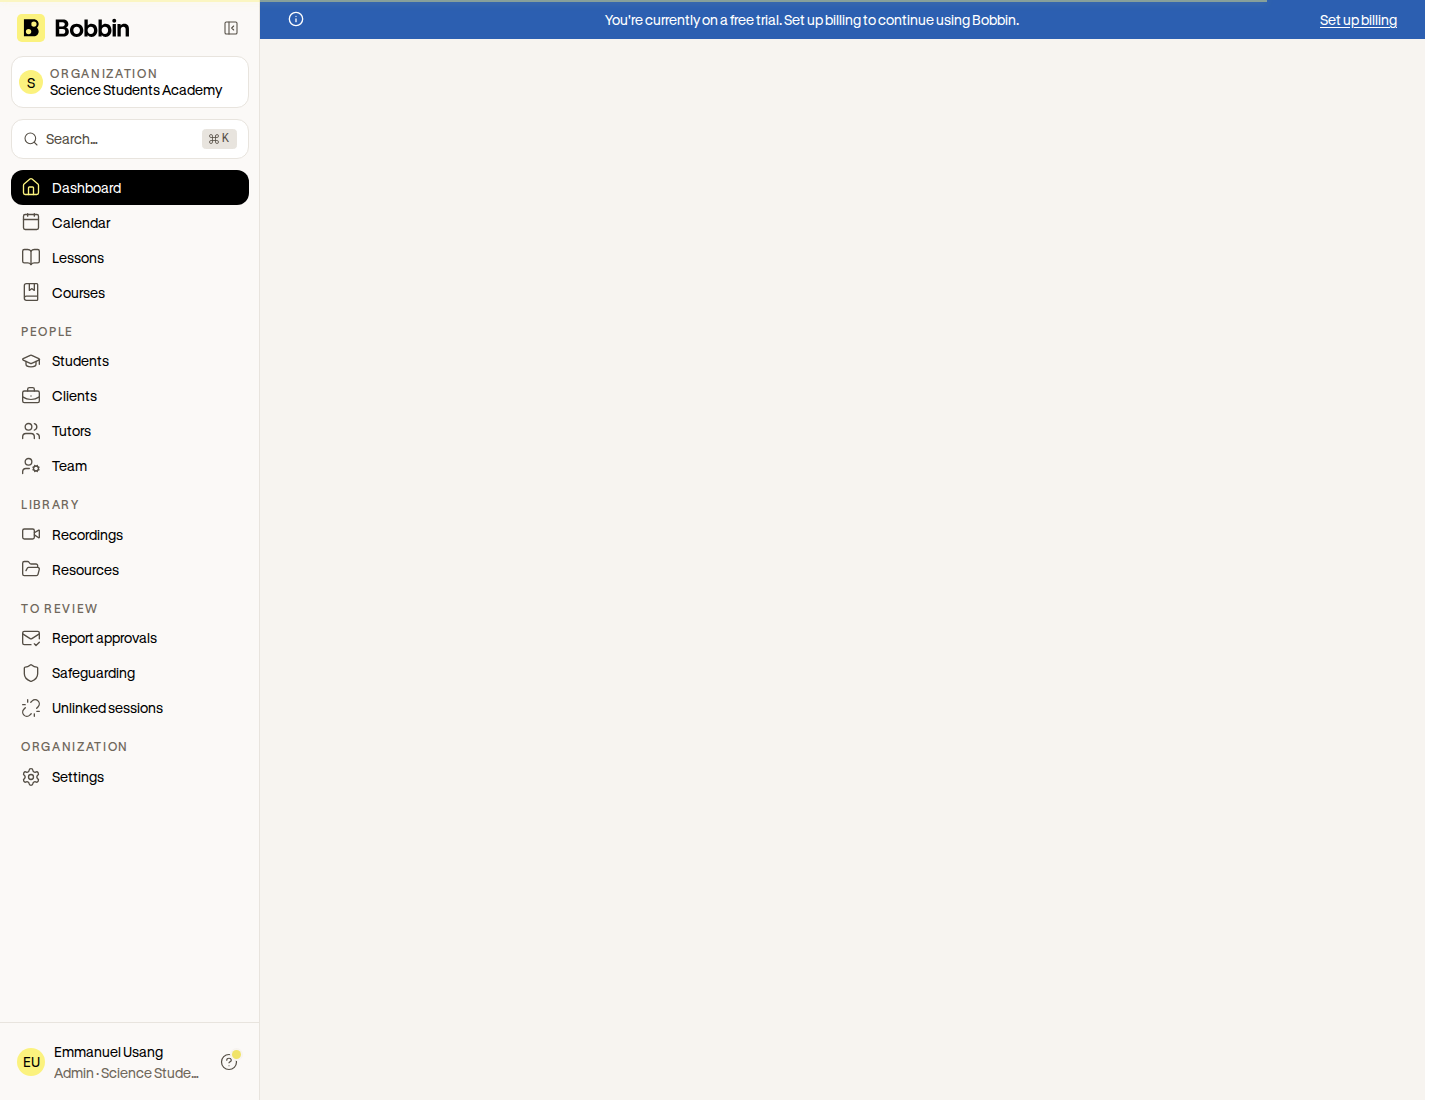 Bobbin
You're currently on a free trial. Set up billing to continue using Bobbin.
Set up billing
S
ORGANIZATION
Science Students Academy
Search...
⌘ K
Dashboard
Calendar
Lessons
Courses
PEOPLE
Students
Clients
Tutors
Team
LIBRARY
Recordings
Resources
TO REVIEW
Report approvals
Safeguarding
Unlinked sessions
ORGANIZATION
Settings
EU
Emmanuel Usang
Admin · Science Stude...